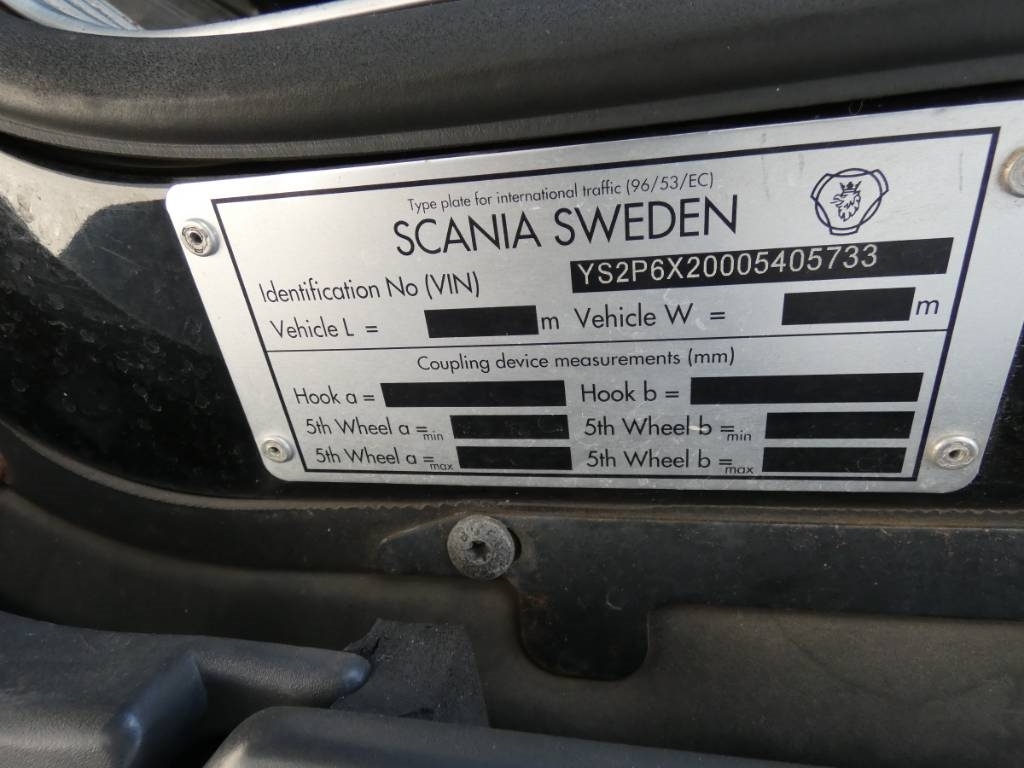 Type plate for international traffic (96/53/EC)
SCANIA SWEDEN
Identification No (VIN) YS2P6X20005405733
Vehicle L = m Vehicle W = m
Coupling device measurements (mm)
Hook a = Hook b =
5th Wheel a =min 5th Wheel b =min
5th Wheel a =max 5th Wheel b =max